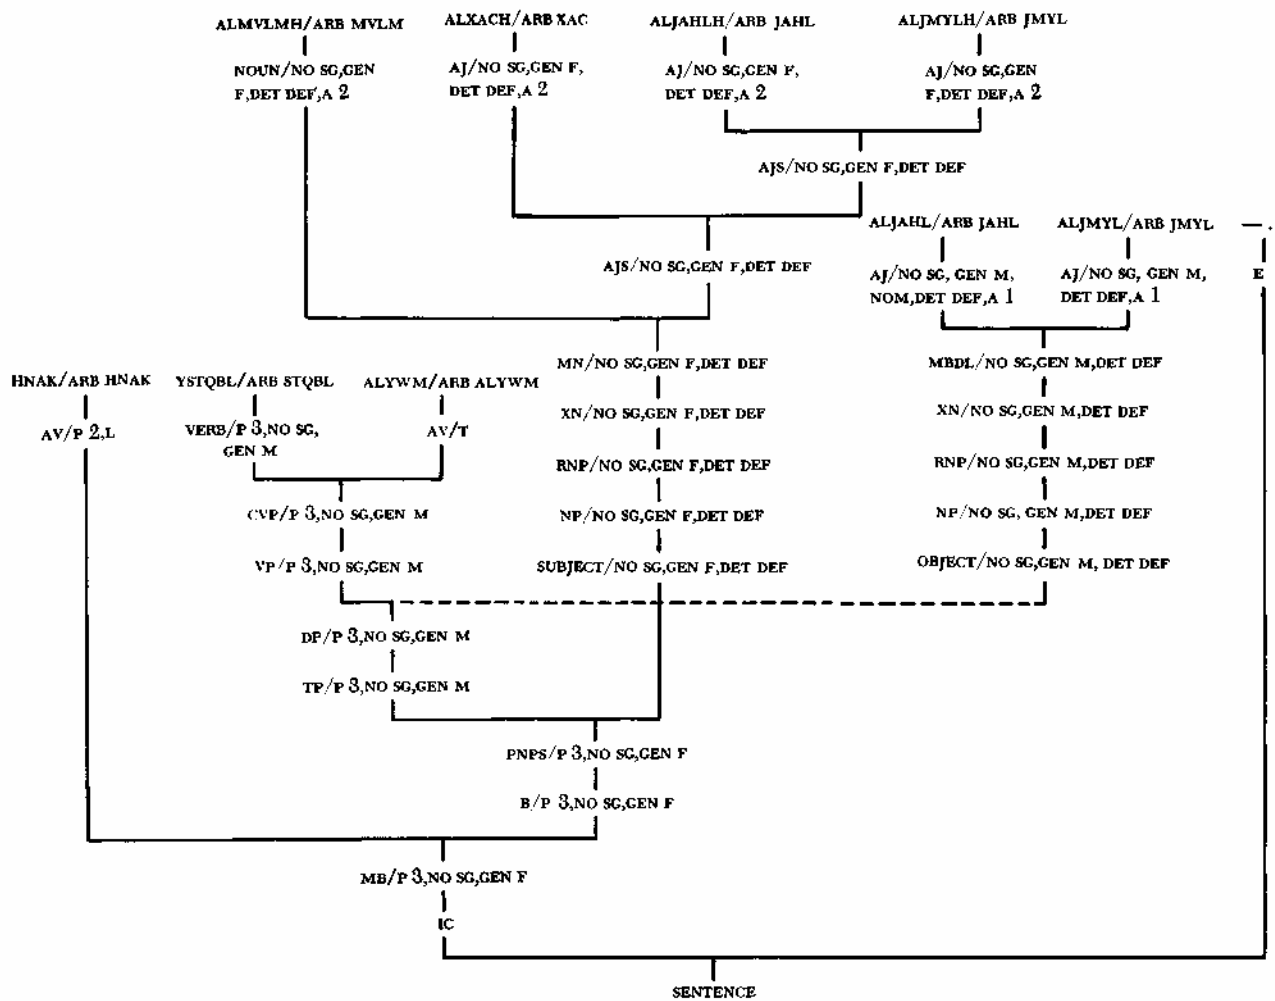 ALMVLMH/ARB MVLM
ALXACH/ARB XAC
ALJAHLH/ARB JAHL
ALJMYLH/ARB JMYL
NOUN/NO SG,GEN
F,DET DEF,A 2
AJ/NO SG,GEN F,
DET DEF,A 2
AJ/NO SG,GEN F,
DET DEF,A 2
AJ/NO SG,GEN
F,DET DEF,A 2
AJS/NO SG,GEN F,DET DEF
ALJAHL/ARB JAHL
ALJMYL/ARB JMYL
—.
AJS/NO SG,GEN F,DET DEF
AJ/NO SG, GEN M,
NOM,DET DEF,A 1
AJ/NO SG, GEN M,
DET DEF,A 1
E
MN/NO SG,GEN F,DET DEF
MBDL/NO SG,GEN M,DET DEF
HNAK/ARB HNAK
YSTQBL/ARB STQBL
ALYWM/ARB ALYWM
XN/NO SG,GEN F,DET DEF
XN/NO SG,GEN M,DET DEF
AV/P 2,L
VERB/P 3,NO SG,
GEN M
AV/T
RNP/NO SG,GEN F,DET DEF
RNP/NO SG,GEN M,DET DEF
CVP/P 3,NO SG,GEN M
NP/NO SG,GEN F,DET DEF
NP/NO SG, GEN M,DET DEF
VP/P 3,NO SG,GEN M
SUBJECT/NO SG,GEN F,DET DEF
OBJECT/NO SG,GEN M, DET DEF
DP/P 3,NO SG,GEN M
TP/P 3,NO SG,GEN M
PNPS/P 3,NO SG,GEN F
B/P 3,NO SG,GEN F
MB/P 3,NO SG,GEN F
IC
SENTENCE